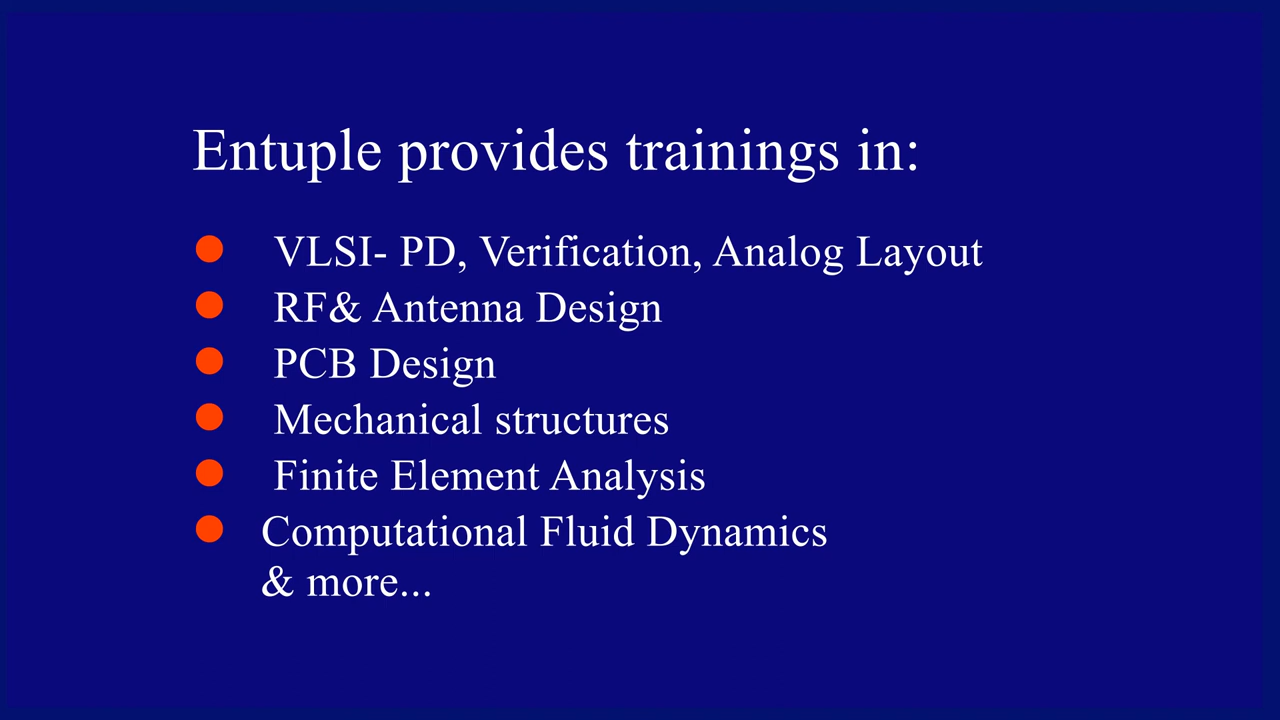 Entuple provides trainings in:
VLSI- PD, Verification, Analog Layout
RF& Antenna Design
PCB Design
Mechanical structures
Finite Element Analysis
Computational Fluid Dynamics
& more...